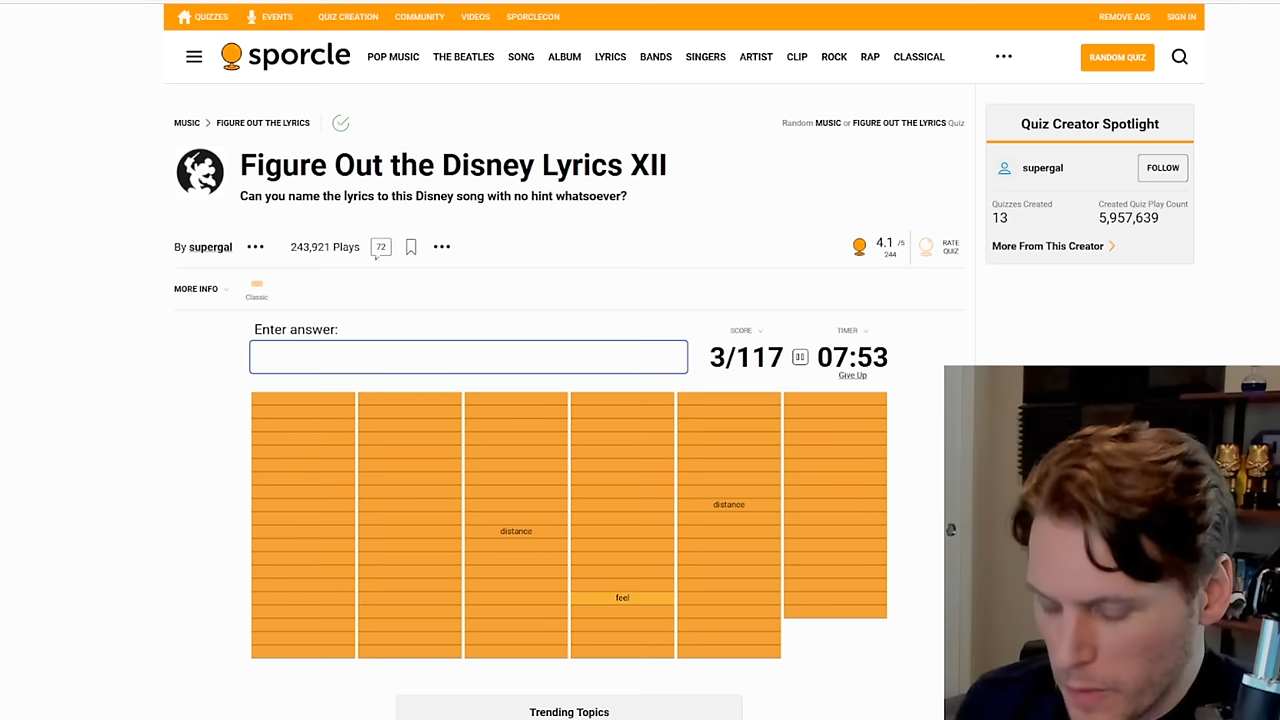 QUIZZES EVENTS QUIZ CREATION COMMUNITY VIDEOS SPORCLECON REMOVE ADS SIGN IN
sporcle POP MUSIC THE BEATLES SONG ALBUM LYRICS BANDS SINGERS ARTIST CLIP ROCK RAP CLASSICAL ••• RANDOM QUIZ
MUSIC > FIGURE OUT THE LYRICS Random MUSIC or FIGURE OUT THE LYRICS Quiz
Figure Out the Disney Lyrics XII
Can you name the lyrics to this Disney song with no hint whatsoever?
By supergal ••• 243,921 Plays 72 ••• 4.1 /5 244 RATE QUIZ
MORE INFO Classic
Enter answer: SCORE TIMER
3/117 07:53
Give Up
distance
distance
feel
Trending Topics
Quiz Creator Spotlight
supergal FOLLOW
Quizzes Created Created Quiz Play Count
13 5,957,639
More From This Creator >